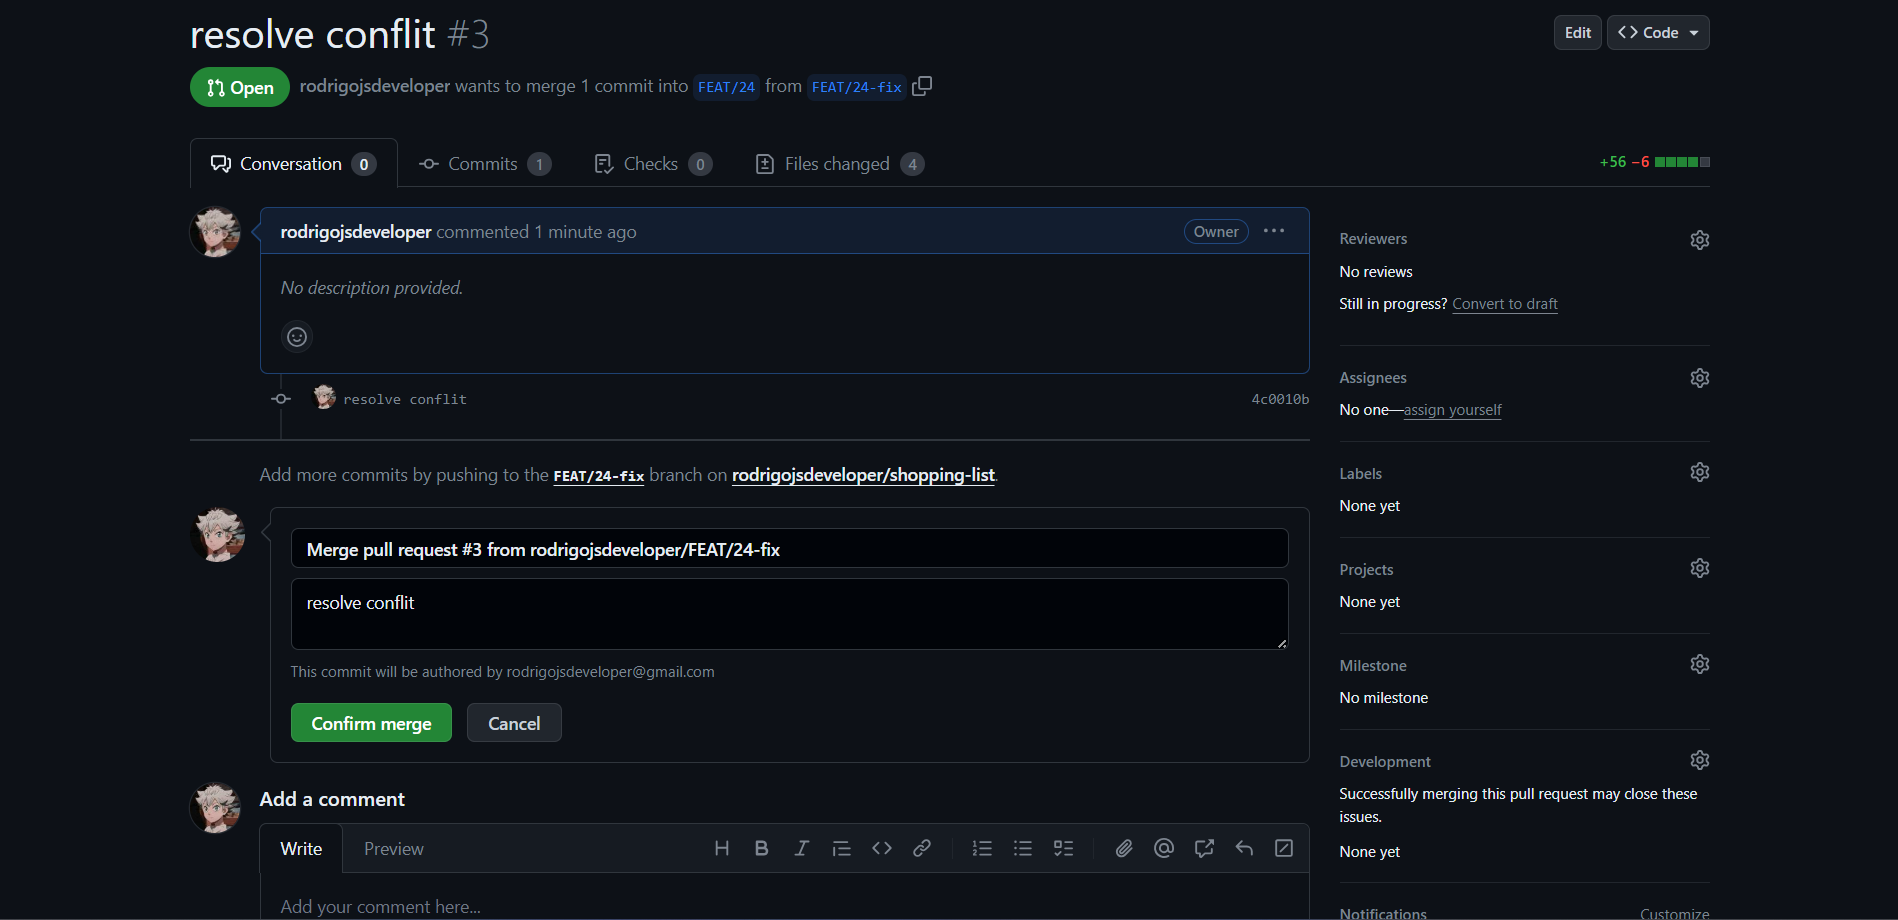 resolve conflit #3
Edit
Code
Open
rodrigojsdeveloper wants to merge 1 commit into FEAT/24 from FEAT/24-fix
Conversation 0
Commits 1
Checks 0
Files changed 4
+56 −6
rodrigojsdeveloper commented 1 minute ago
Owner
No description provided.
resolve conflit
4c0010b
Add more commits by pushing to the FEAT/24-fix branch on rodrigojsdeveloper/shopping-list.
Merge pull request #3 from rodrigojsdeveloper/FEAT/24-fix
resolve conflit
This commit will be authored by rodrigojsdeveloper@gmail.com
Confirm merge
Cancel
Add a comment
Write
Preview
Add your comment here...
Reviewers
No reviews
Still in progress? Convert to draft
Assignees
No one—assign yourself
Labels
None yet
Projects
None yet
Milestone
No milestone
Development
Successfully merging this pull request may close these
issues.
None yet
Notifications
Customize